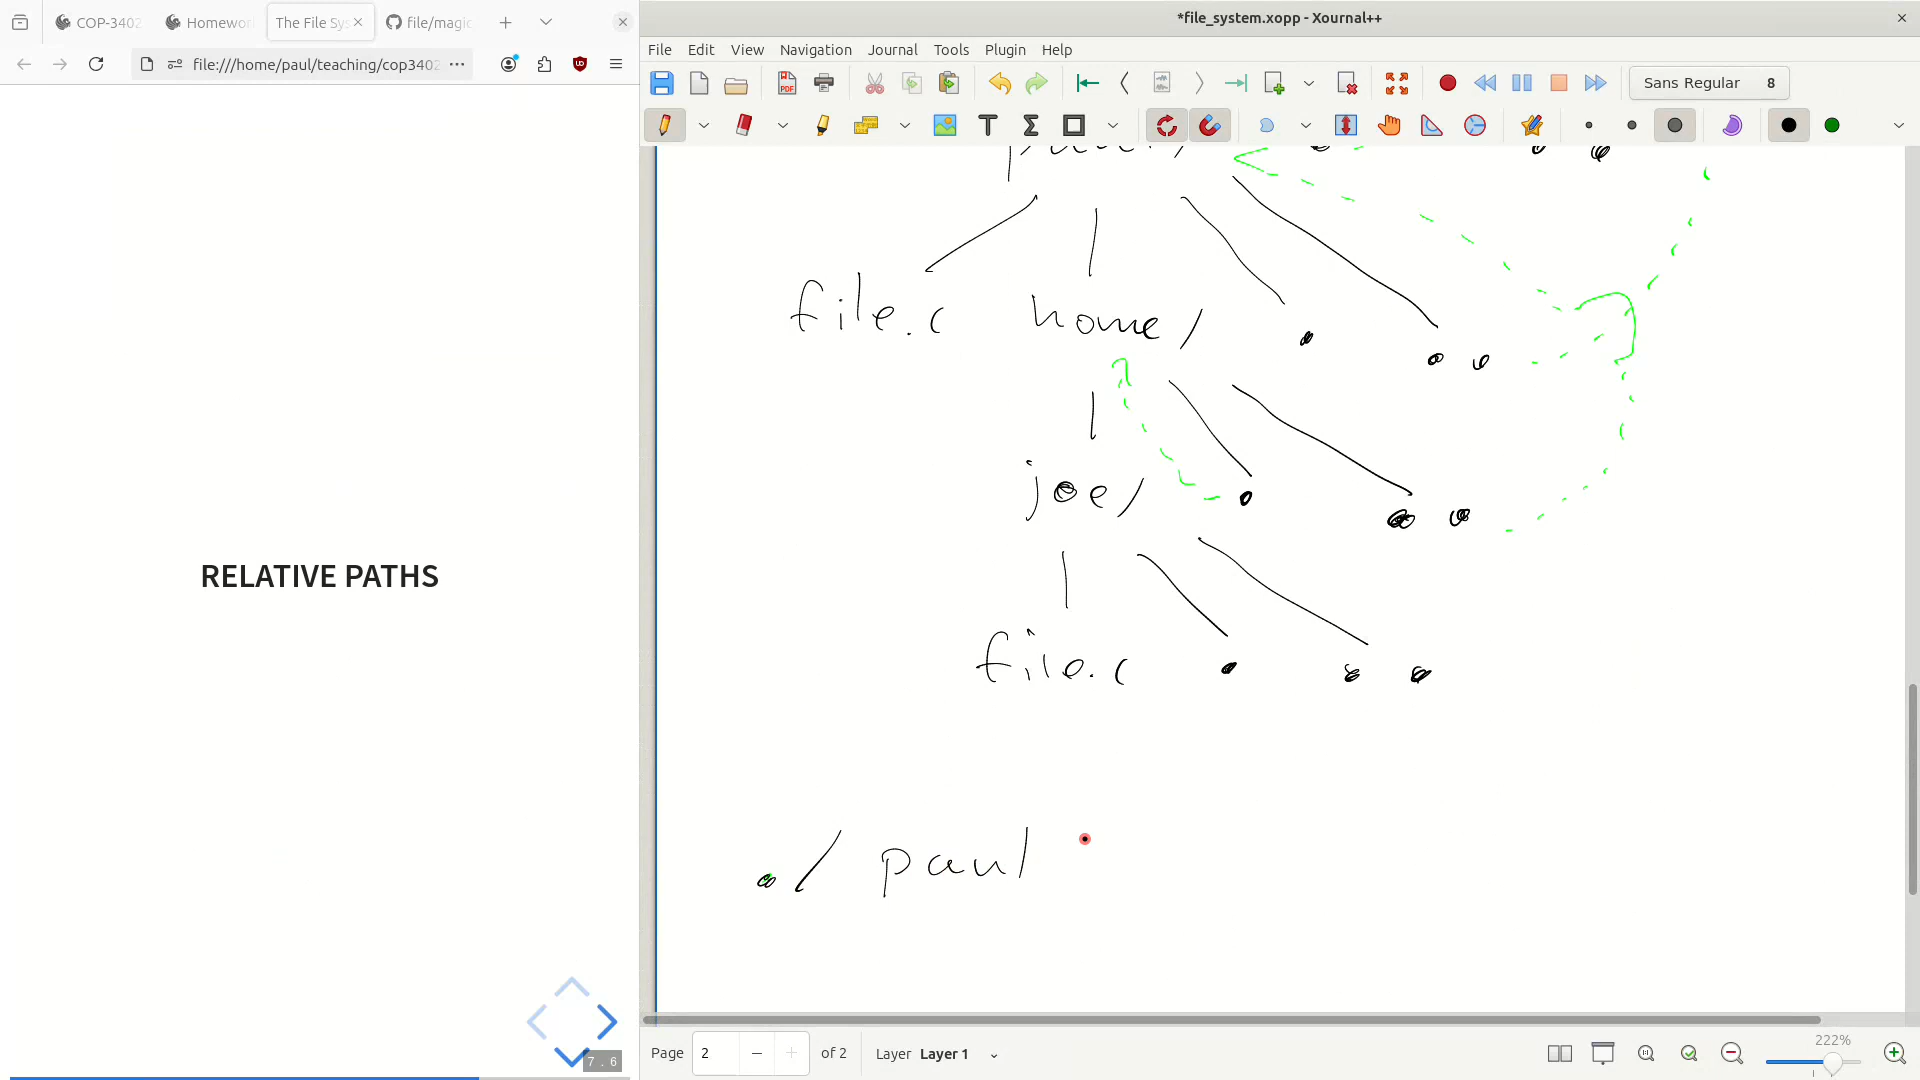 COP-3402
Homewor
The File Sys
file/magic
*file_system.xopp - Xournal++
file:///home/paul/teaching/cop3402
File Edit View Navigation Journal Tools Plugin Help
Sans Regular 8
file.c home/
. ..
joe/ . ..
file.c . ..
RELATIVE PATHS
./ paul
7 . 6
Page 2 of 2 Layer Layer 1
222%